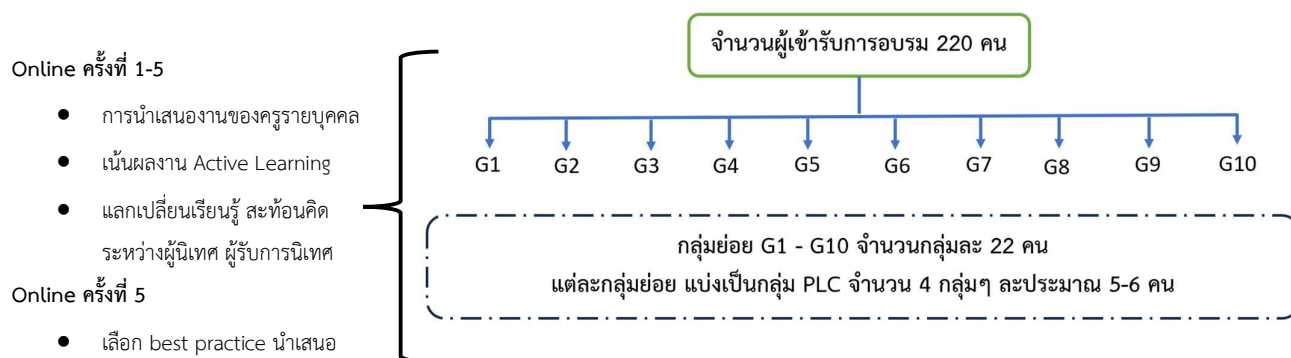 Online ครั้งที่ 1-5
● การนำเสนองานของครูรายบุคคล
● เน้นผลงาน Active Learning
● แลกเปลี่ยนเรียนรู้ สะท้อนคิด
ระหว่างผู้นิเทศ ผู้รับการนิเทศ
Online ครั้งที่ 5
● เลือก best practice นำเสนอ
จำนวนผู้เข้ารับการอบรม 220 คน
G1 G2 G3 G4 G5 G6 G7 G8 G9 G10
กลุ่มย่อย G1 - G10 จำนวนกลุ่มละ 22 คน
แต่ละกลุ่มย่อย แบ่งเป็นกลุ่ม PLC จำนวน 4 กลุ่มๆ ละประมาณ 5-6 คน